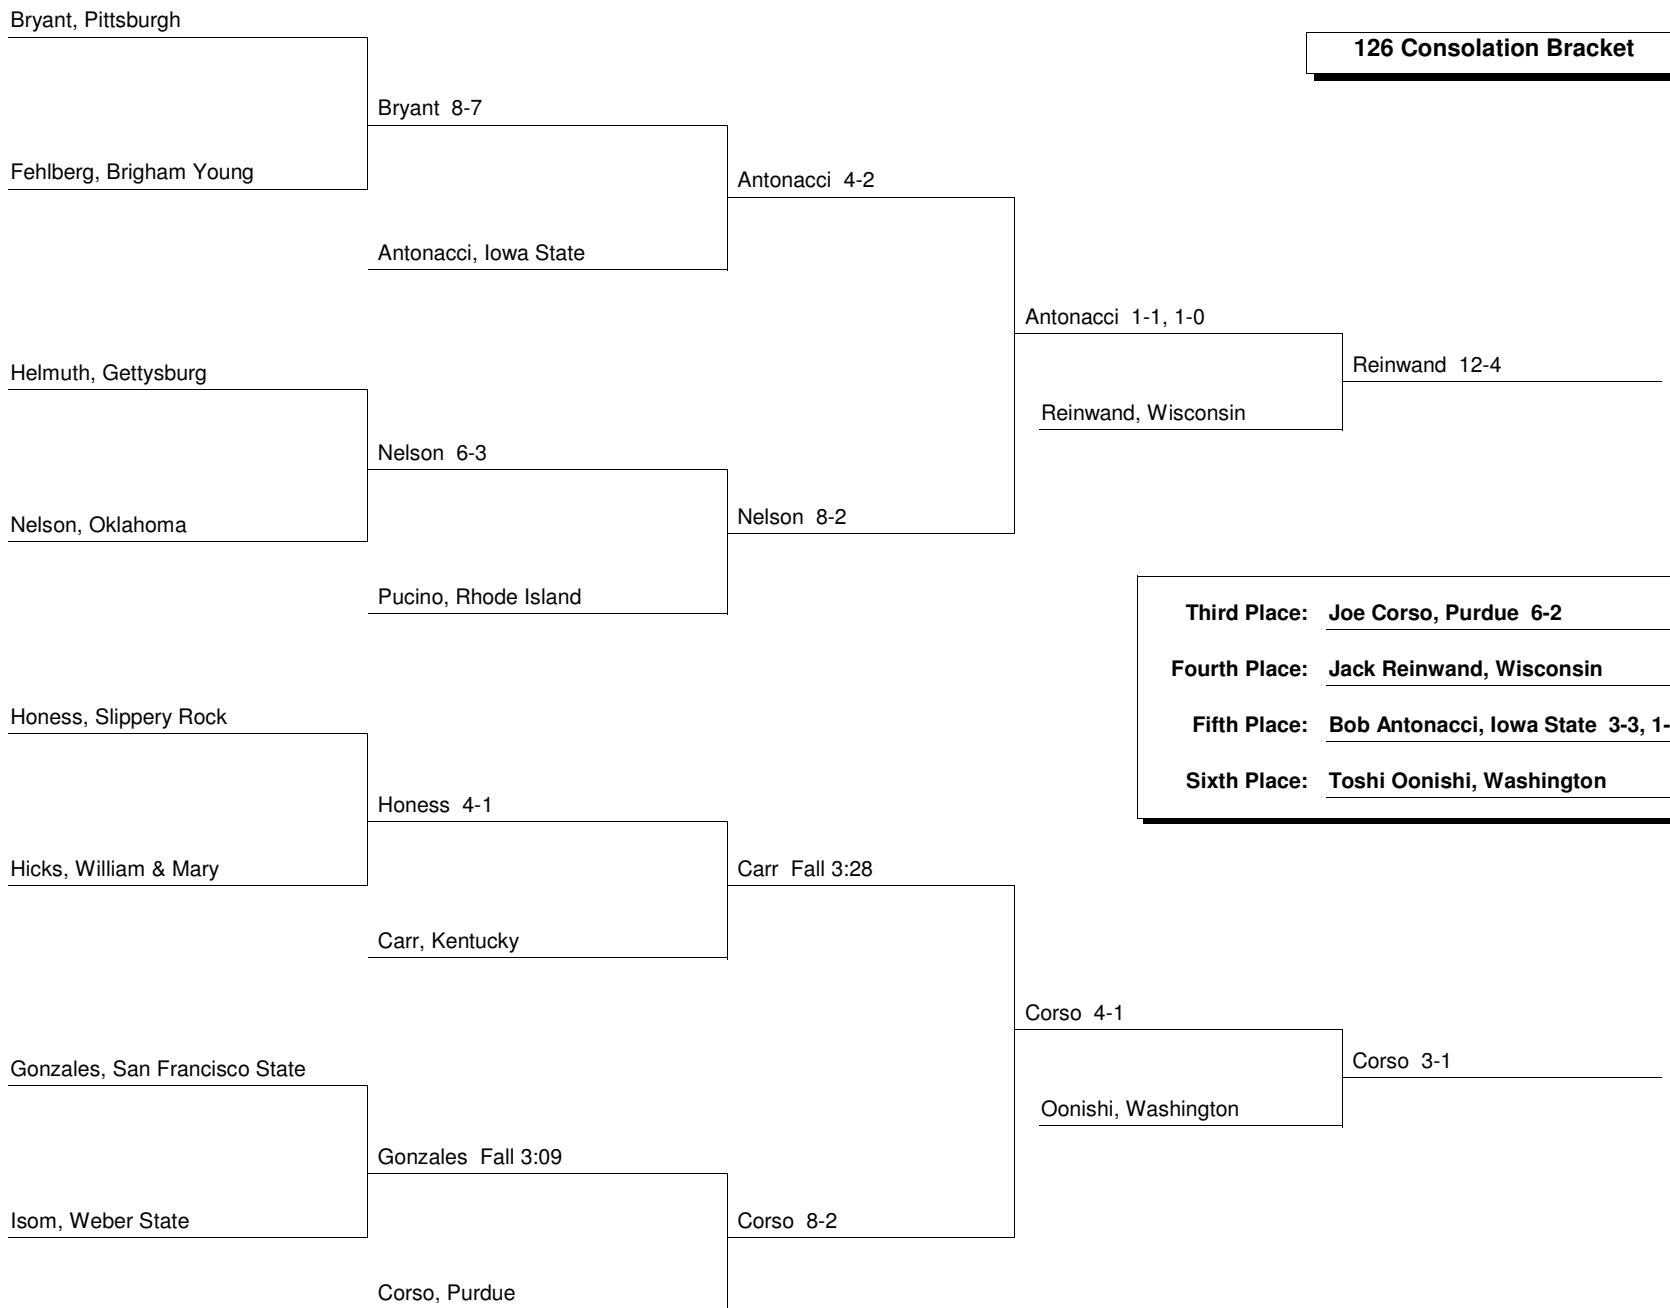 Bryant, Pittsburgh
126 Consolation Bracket
Bryant 8-7
Fehlberg, Brigham Young
Antonacci 4-2
Antonacci, Iowa State
Antonacci 1-1, 1-0
Reinwand 12-4
Helmuth, Gettysburg
Reinwand, Wisconsin
Nelson 6-3
Nelson, Oklahoma
Nelson 8-2
Pucino, Rhode Island
Third Place: Joe Corso, Purdue 6-2
Fourth Place: Jack Reinwand, Wisconsin
Fifth Place: Bob Antonacci, Iowa State 3-3, 1-
Sixth Place: Toshi Oonishi, Washington
Honess, Slippery Rock
Honess 4-1
Hicks, William & Mary
Carr Fall 3:28
Carr, Kentucky
Corso 4-1
Corso 3-1
Gonzales, San Francisco State
Oonishi, Washington
Gonzales Fall 3:09
Isom, Weber State
Corso 8-2
Corso, Purdue